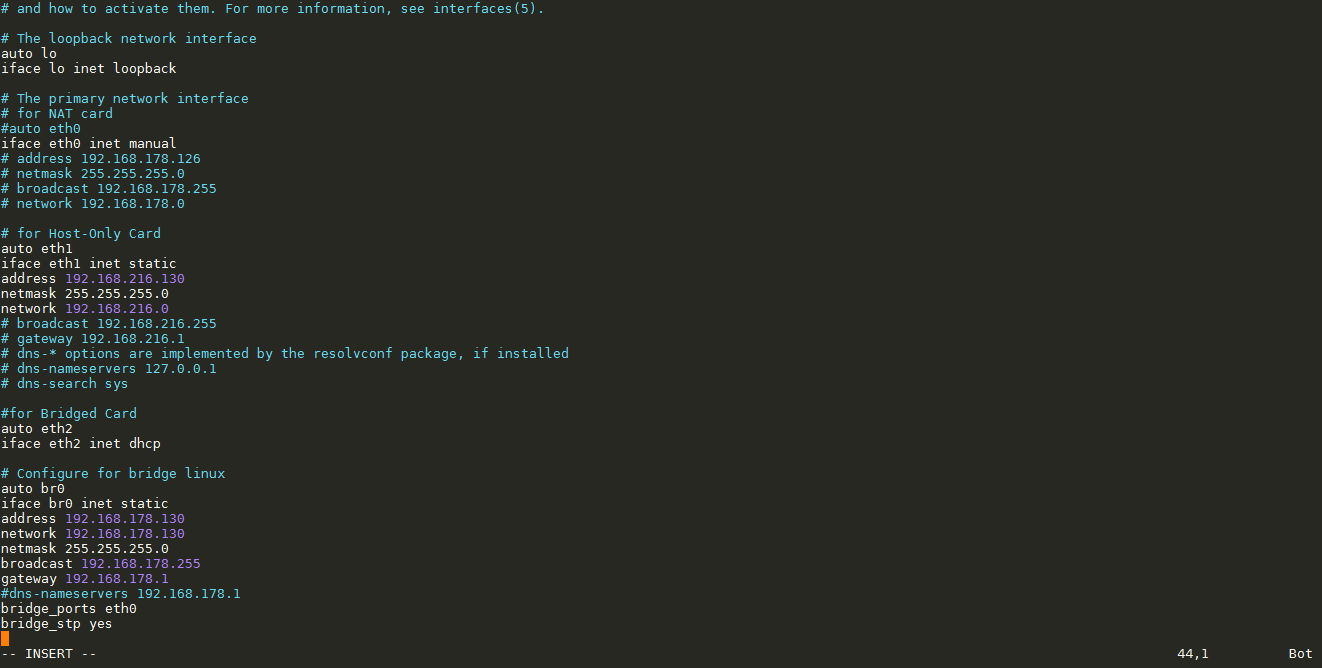 # and how to activate them. For more information, see interfaces(5).
# The loopback network interface
auto lo
iface lo inet loopback
# The primary network interface
# for NAT card
#auto eth0
iface eth0 inet manual
# address 192.168.178.126
# netmask 255.255.255.0
# broadcast 192.168.178.255
# network 192.168.178.0
# for Host-Only Card
auto eth1
iface eth1 inet static
address 192.168.216.130
netmask 255.255.255.0
network 192.168.216.0
# broadcast 192.168.216.255
# gateway 192.168.216.1
# dns-* options are implemented by the resolvconf package, if installed
# dns-nameservers 127.0.0.1
# dns-search sys
#for Bridged Card
auto eth2
iface eth2 inet dhcp
# Configure for bridge linux
auto br0
iface br0 inet static
address 192.168.178.130
network 192.168.178.130
netmask 255.255.255.0
broadcast 192.168.178.255
gateway 192.168.178.1
#dns-nameservers 192.168.178.1
bridge_ports eth0
bridge_stp yes
-- INSERT -- 44,1 Bot